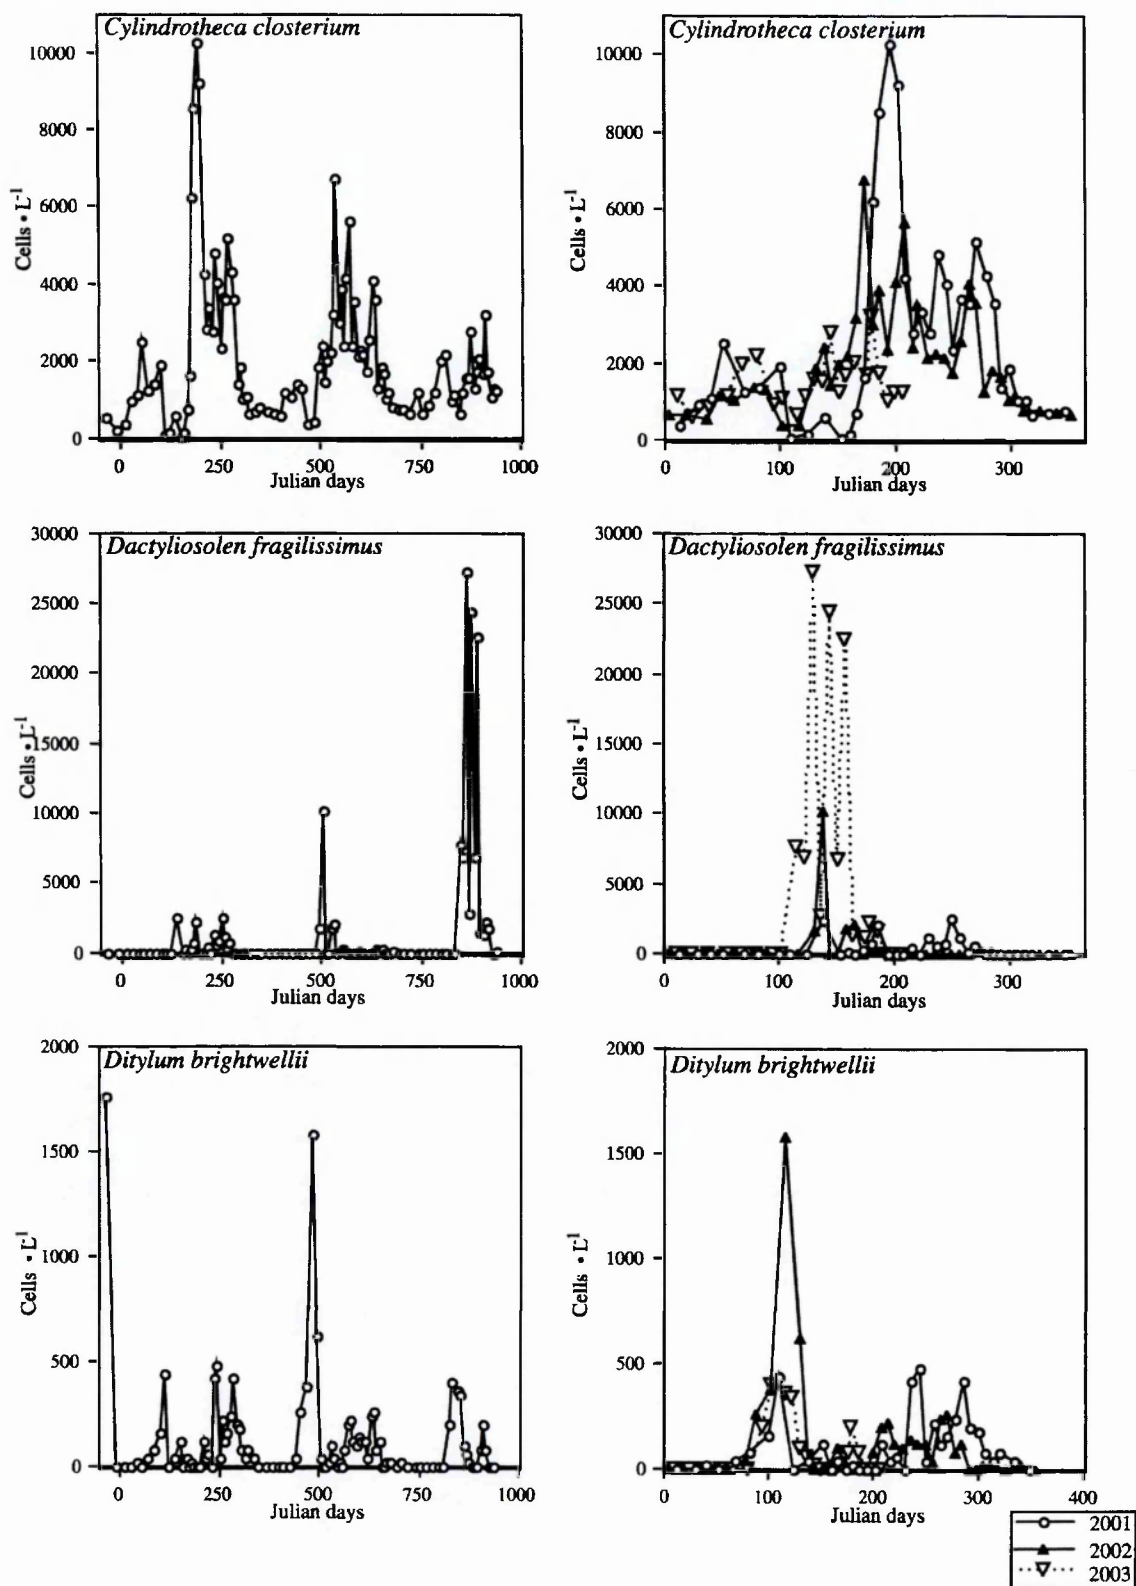 Cylindrotheca closterium
10000
8000
6000
4000
2000
0
Cells • L-1
0 250 500 750 1000
Julian days
Cylindrotheca closterium
10000
8000
6000
4000
2000
0
Cells • L-1
0 100 200 300
Julian days
Dactyliosolen fragilissimus
30000
25000
20000
15000
10000
5000
0
Cells • L-1
0 250 500 750 1000
Julian days
Dactyliosolen fragilissimus
30000
25000
20000
15000
10000
5000
0
Cells • L-1
0 100 200 300
Julian days
Ditylum brightwellii
2000
1500
1000
500
0
Cells • L-1
0 250 500 750 1000
Julian days
Ditylum brightwellii
2000
1500
1000
500
0
Cells • L-1
0 100 200 300 400
Julian days
2001
2002
2003